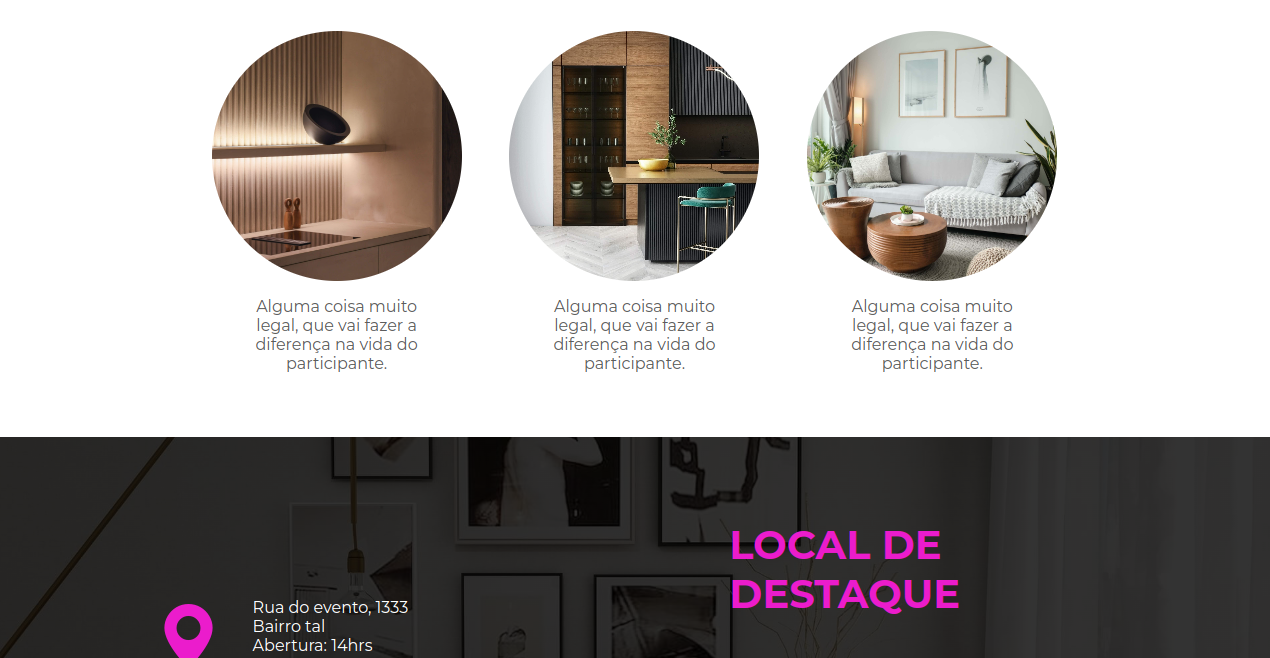 Alguma coisa muito
legal, que vai fazer a
diferença na vida do
participante.
Alguma coisa muito
legal, que vai fazer a
diferença na vida do
participante.
Alguma coisa muito
legal, que vai fazer a
diferença na vida do
participante.
LOCAL DE
DESTAQUE
Rua do evento, 1333
Bairro tal
Abertura: 14hrs